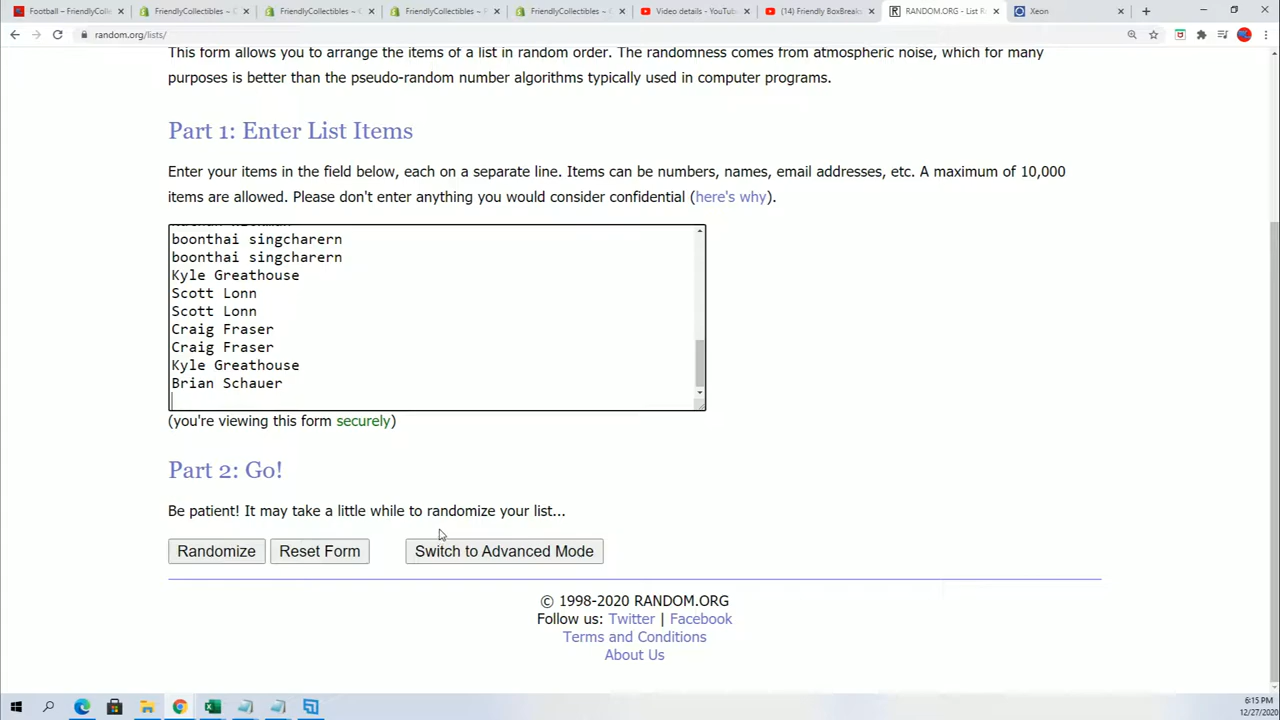 Football – FriendlyColle
FriendlyCollectibles ~ C
FriendlyCollectibles ~ C
FriendlyCollectibles ~ P
FriendlyCollectibles ~ C
Video details - YouTube
(14) Friendly BoxBreaks
RANDOM.ORG - List R
Xeon
random.org/lists/
This form allows you to arrange the items of a list in random order. The randomness comes from atmospheric noise, which for many
purposes is better than the pseudo-random number algorithms typically used in computer programs.
Part 1: Enter List Items
Enter your items in the field below, each on a separate line. Items can be numbers, names, email addresses, etc. A maximum of 10,000
items are allowed. Please don't enter anything you would consider confidential (here's why).
boonthai singcharern
boonthai singcharern
Kyle Greathouse
Scott Lonn
Scott Lonn
Craig Fraser
Craig Fraser
Kyle Greathouse
Brian Schauer
(you're viewing this form securely)
Part 2: Go!
Be patient! It may take a little while to randomize your list...
Randomize
Reset Form
Switch to Advanced Mode
© 1998-2020 RANDOM.ORG
Follow us: Twitter | Facebook
Terms and Conditions
About Us
6:15 PM
12/27/2020